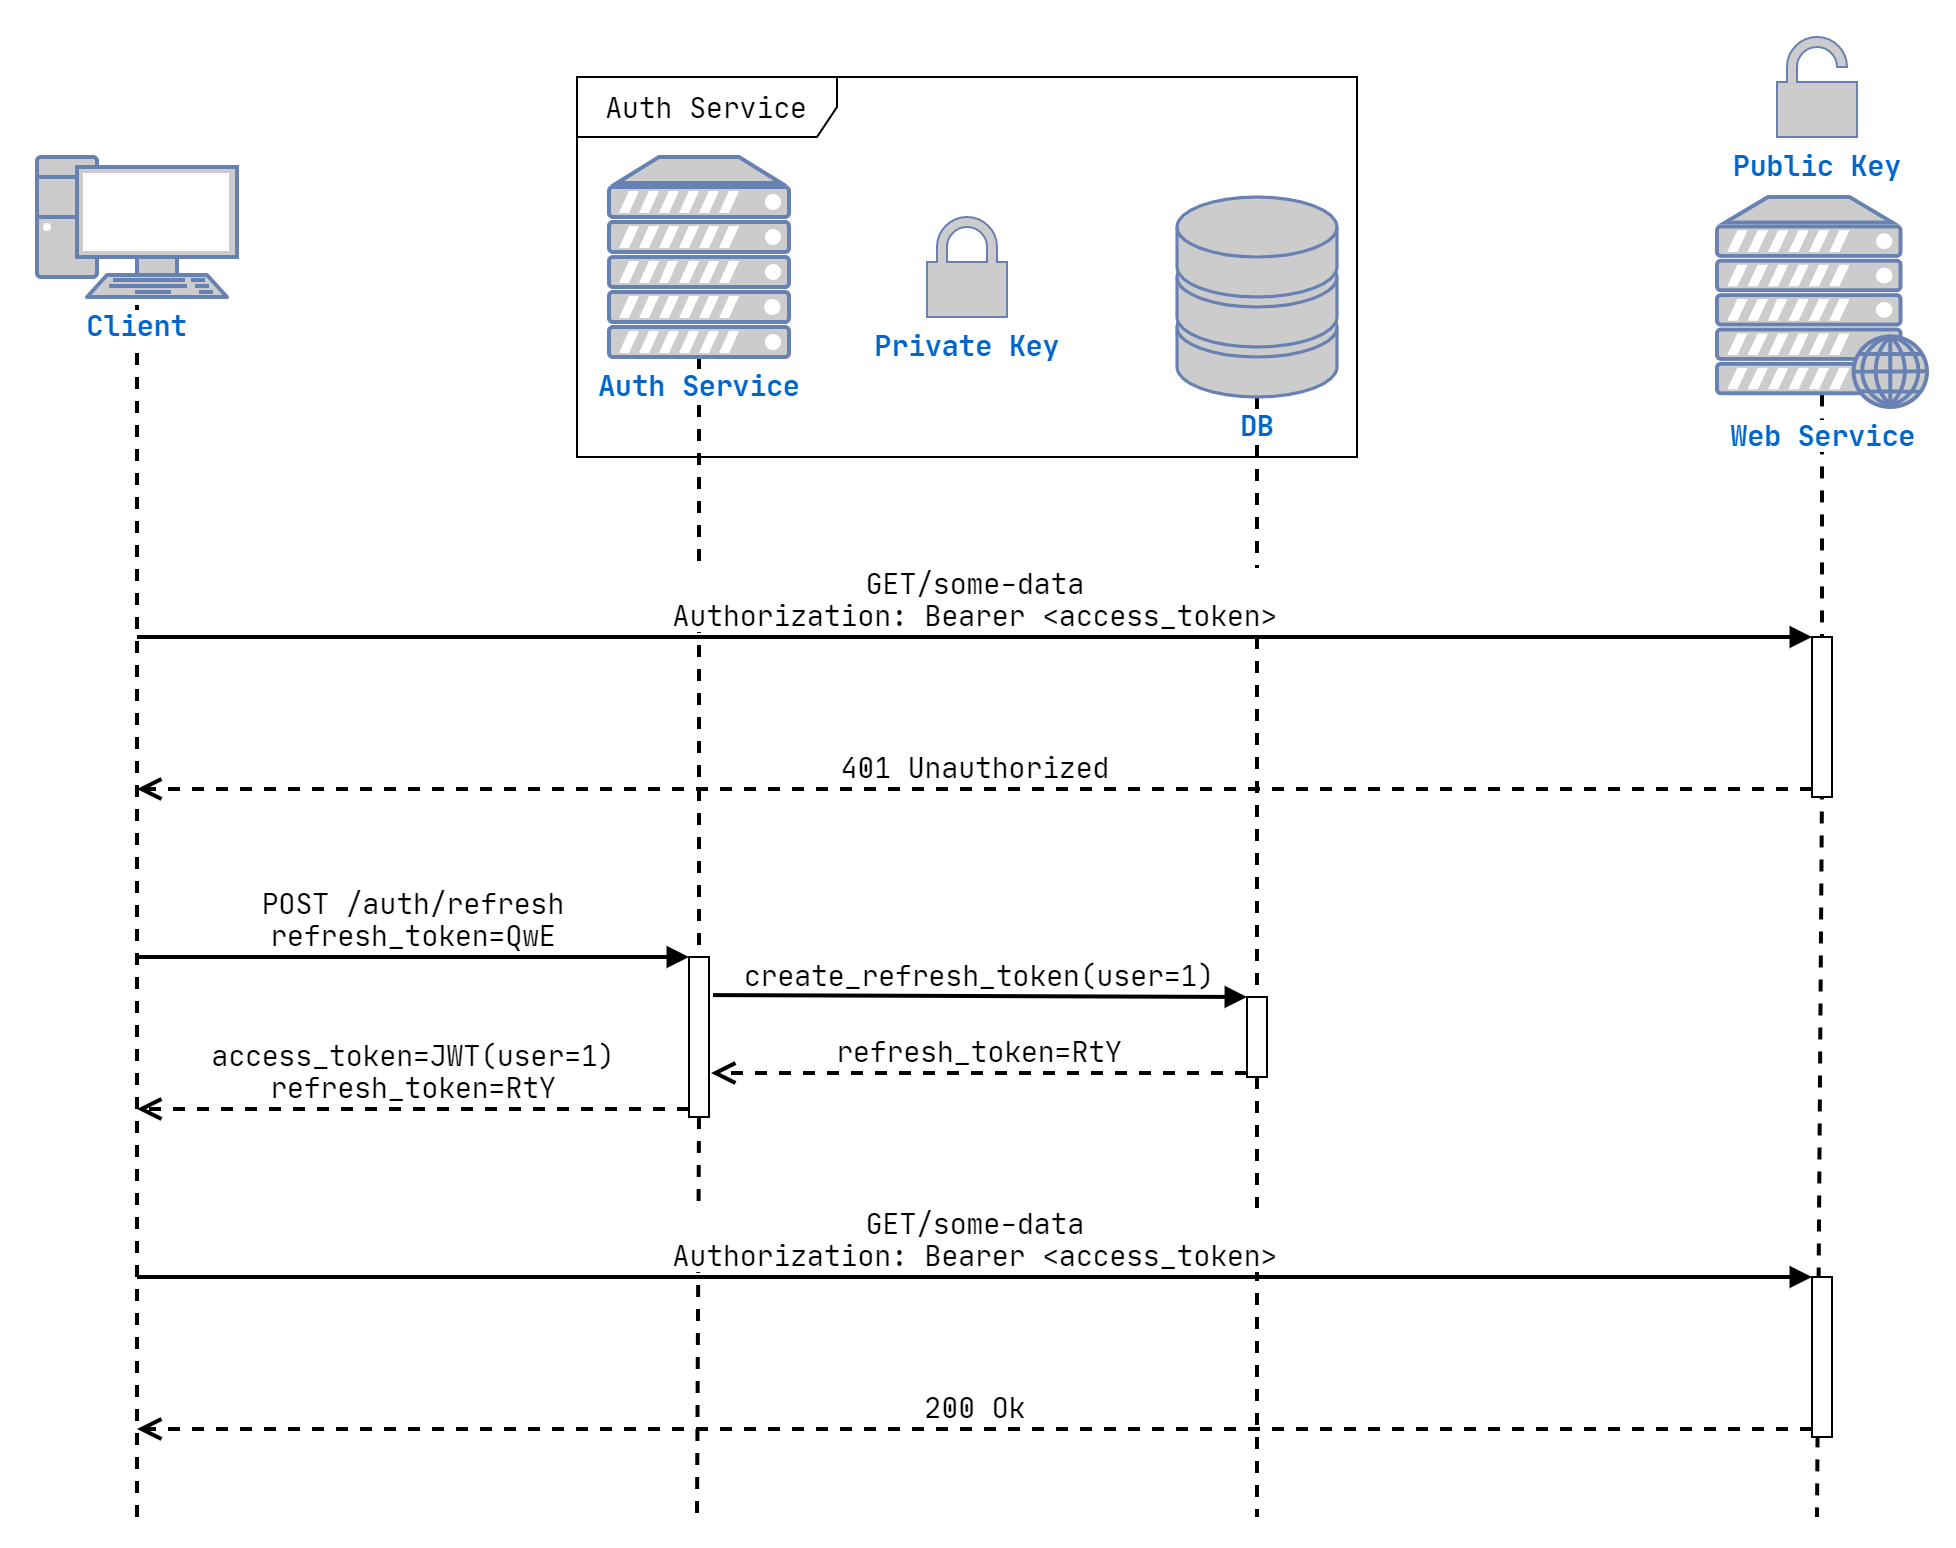 Public Key
Auth Service
Client
Auth Service
Private Key
DB
Web Service
GET/some-data
Authorization: Bearer <access_token>
401 Unauthorized
POST /auth/refresh
refresh_token=QwE
create_refresh_token(user=1)
refresh_token=RtY
access_token=JWT(user=1)
refresh_token=RtY
GET/some-data
Authorization: Bearer <access_token>
200 Ok